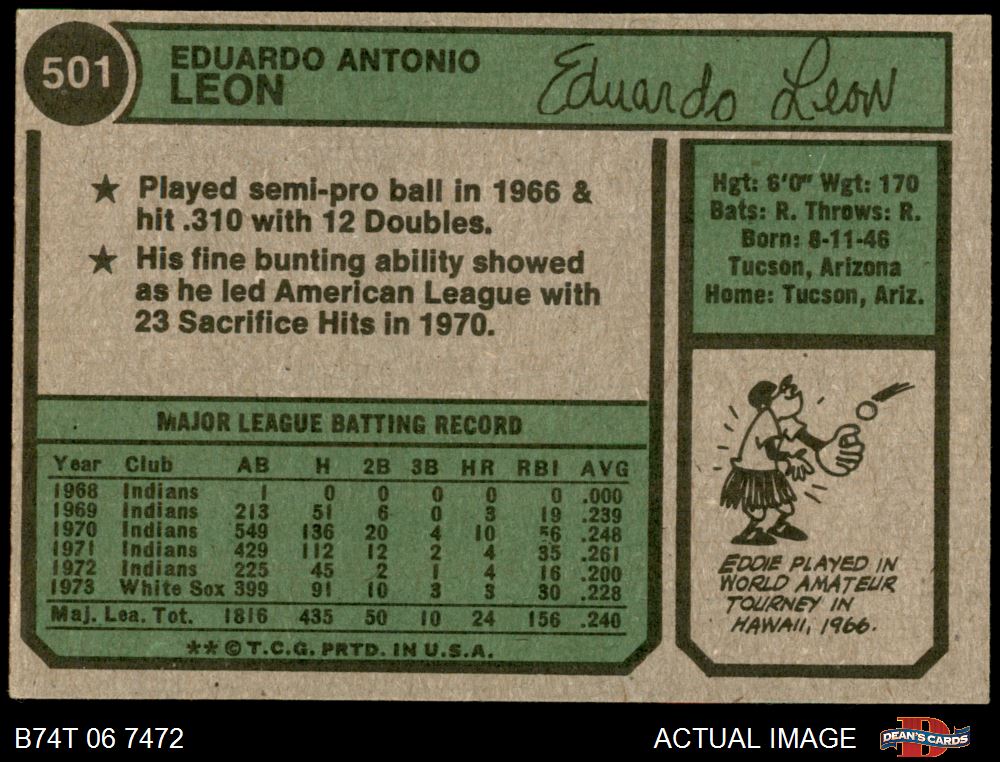 501
EDUARDO ANTONIO
LEON
Eduardo Leon
★ Played semi-pro ball in 1966 &
hit .310 with 12 Doubles.
★ His fine bunting ability showed
as he led American League with
23 Sacrifice Hits in 1970.
Hgt: 6'0" Wgt: 170
Bats: R. Throws: R.
Born: 8-11-46
Tucson, Arizona
Home: Tucson, Ariz.
MAJOR LEAGUE BATTING RECORD
Year Club AB H 2B 3B HR RBI AVG
1968 Indians 1 0 0 0 0 0 .000
1969 Indians 213 51 6 0 3 19 .239
1970 Indians 549 136 20 4 10 56 .248
1971 Indians 429 112 12 2 4 35 .261
1972 Indians 225 45 2 1 4 16 .200
1973 White Sox 399 91 10 3 3 30 .228
Maj. Lea. Tot. 1816 435 50 10 24 156 .240
** © T.C.G. PRTD. IN U.S.A.
EDDIE PLAYED IN
WORLD AMATEUR
TOURNEY IN
HAWAII, 1966.
B74T 06 7472
ACTUAL IMAGE
D
DEAN'S CARDS